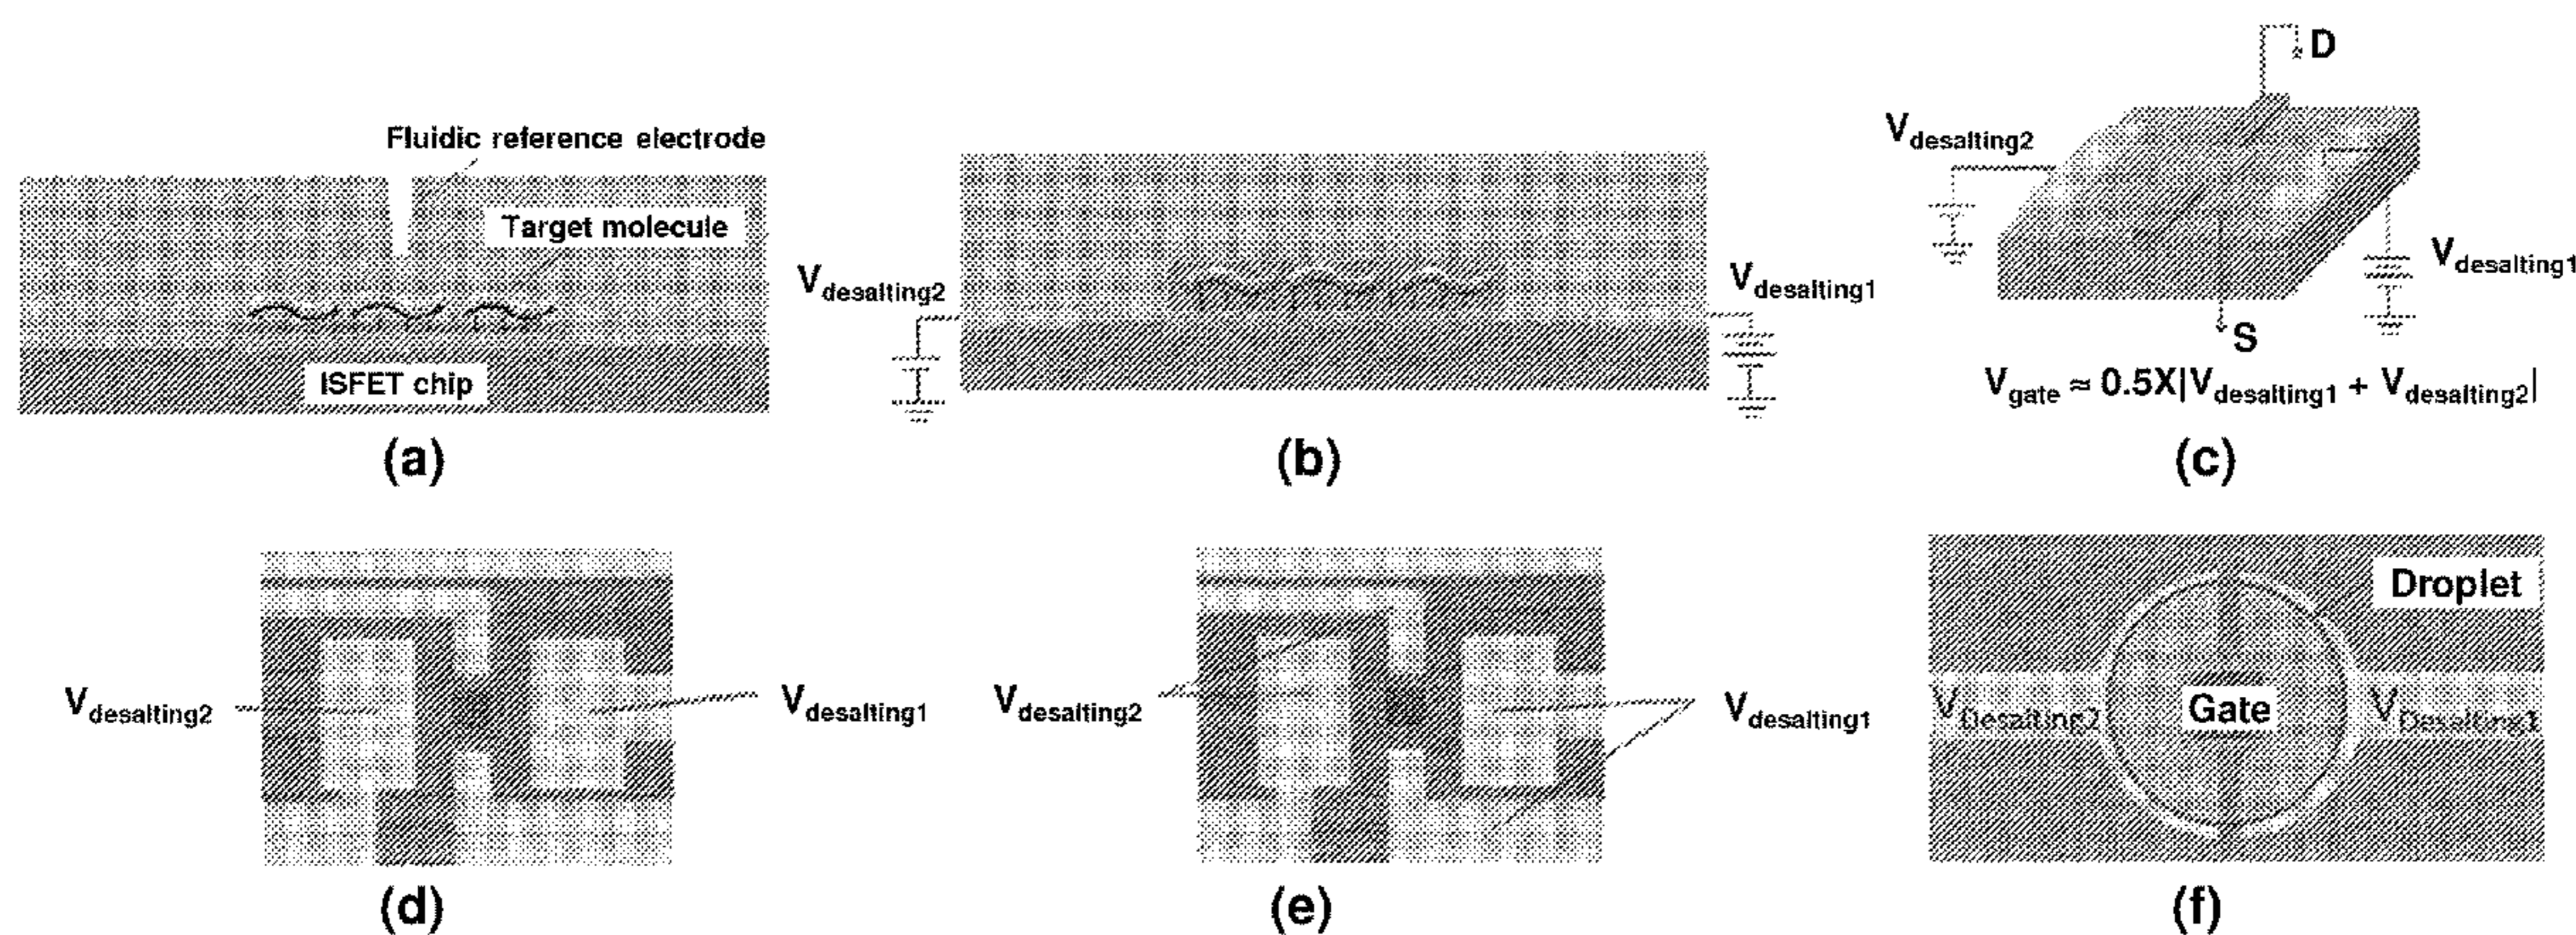 Fluidic reference electrode
Target molecule
ISFET chip
(a)
Vdesalting2
Vdesalting1
(b)
D
Vdesalting2
Vdesalting1
S
Vgate = 0.5X|Vdesalting1 + Vdesalting2|
(c)
Vdesalting2
Vdesalting1
(d)
Vdesalting2
Vdesalting1
(e)
Droplet
VDesalting2
Gate
VDesalting1
(f)